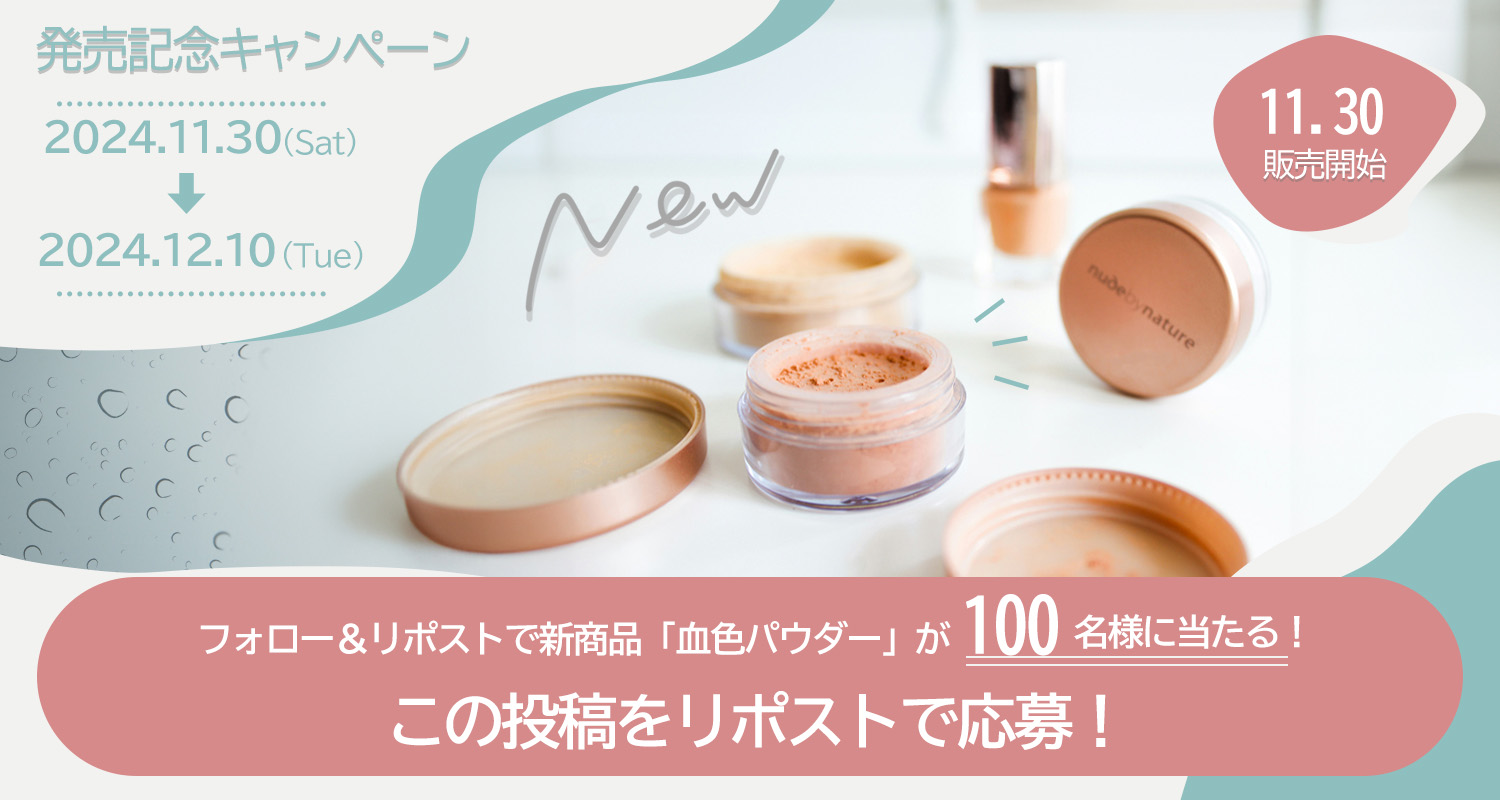 発売記念キャンペーン
2024.11.30(Sat)
2024.12.10(Tue)
New
11.30
販売開始
nudebynature
フォロー＆リポストで新商品「血色パウダー」が100名様に当たる！
この投稿をリポストで応募！